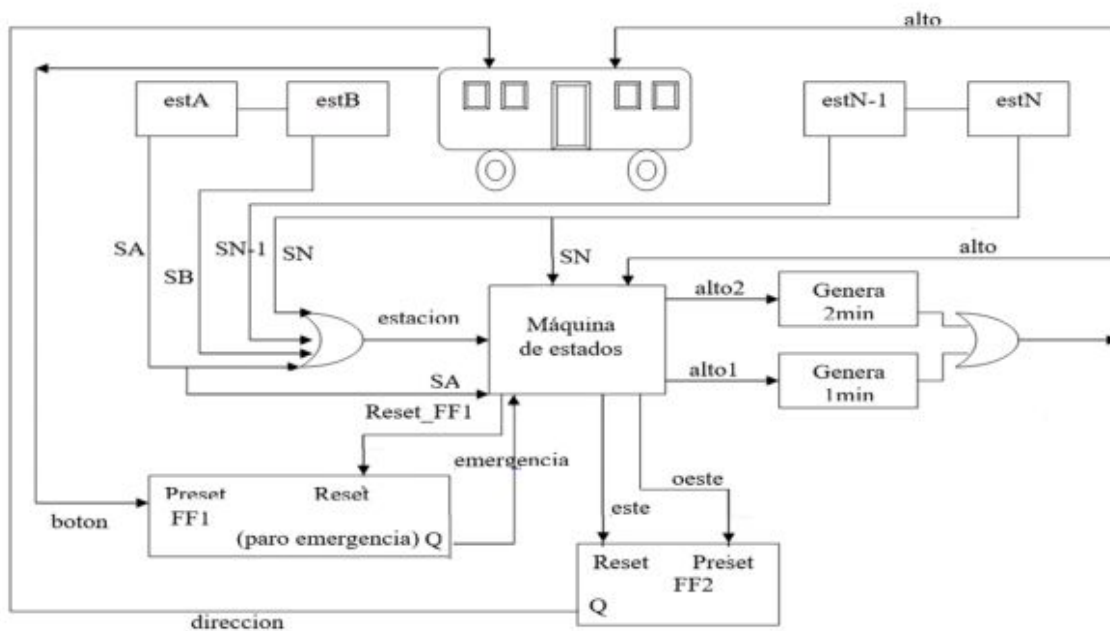 alto
estA
estB
estN-1
estN
SA
SB
SN-1
SN
SN
alto
estacion
Máquina
de estados
alto2
Genera
2min
alto1
Genera
1min
SA
Reset_FF1
emergencia
oeste
este
boton
Preset
Reset
FF1
(paro emergencia) Q
Reset
Preset
FF2
Q
direccion